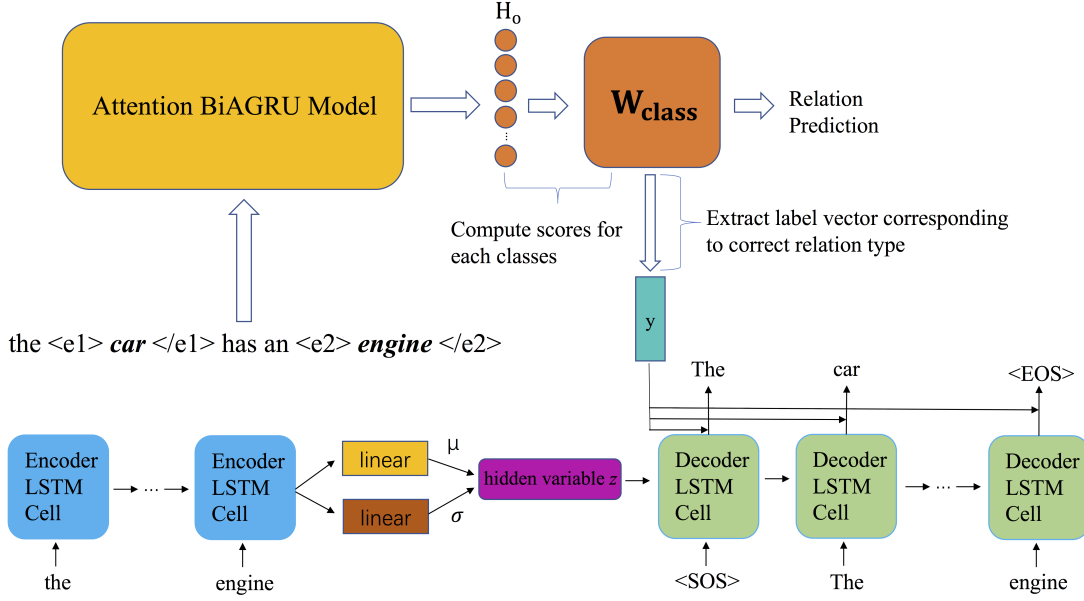 H₀
Attention BiAGRU Model
W_class
Relation
Prediction
Compute scores for
each classes
Extract label vector corresponding
to correct relation type
y
the <e1> car </e1> has an <e2> engine </e2>
The
car
<EOS>
Encoder
LSTM
Cell
...
Encoder
LSTM
Cell
linear
μ
linear
σ
hidden variable z
Decoder
LSTM
Cell
Decoder
LSTM
Cell
...
Decoder
LSTM
Cell
the
engine
<SOS>
The
engine